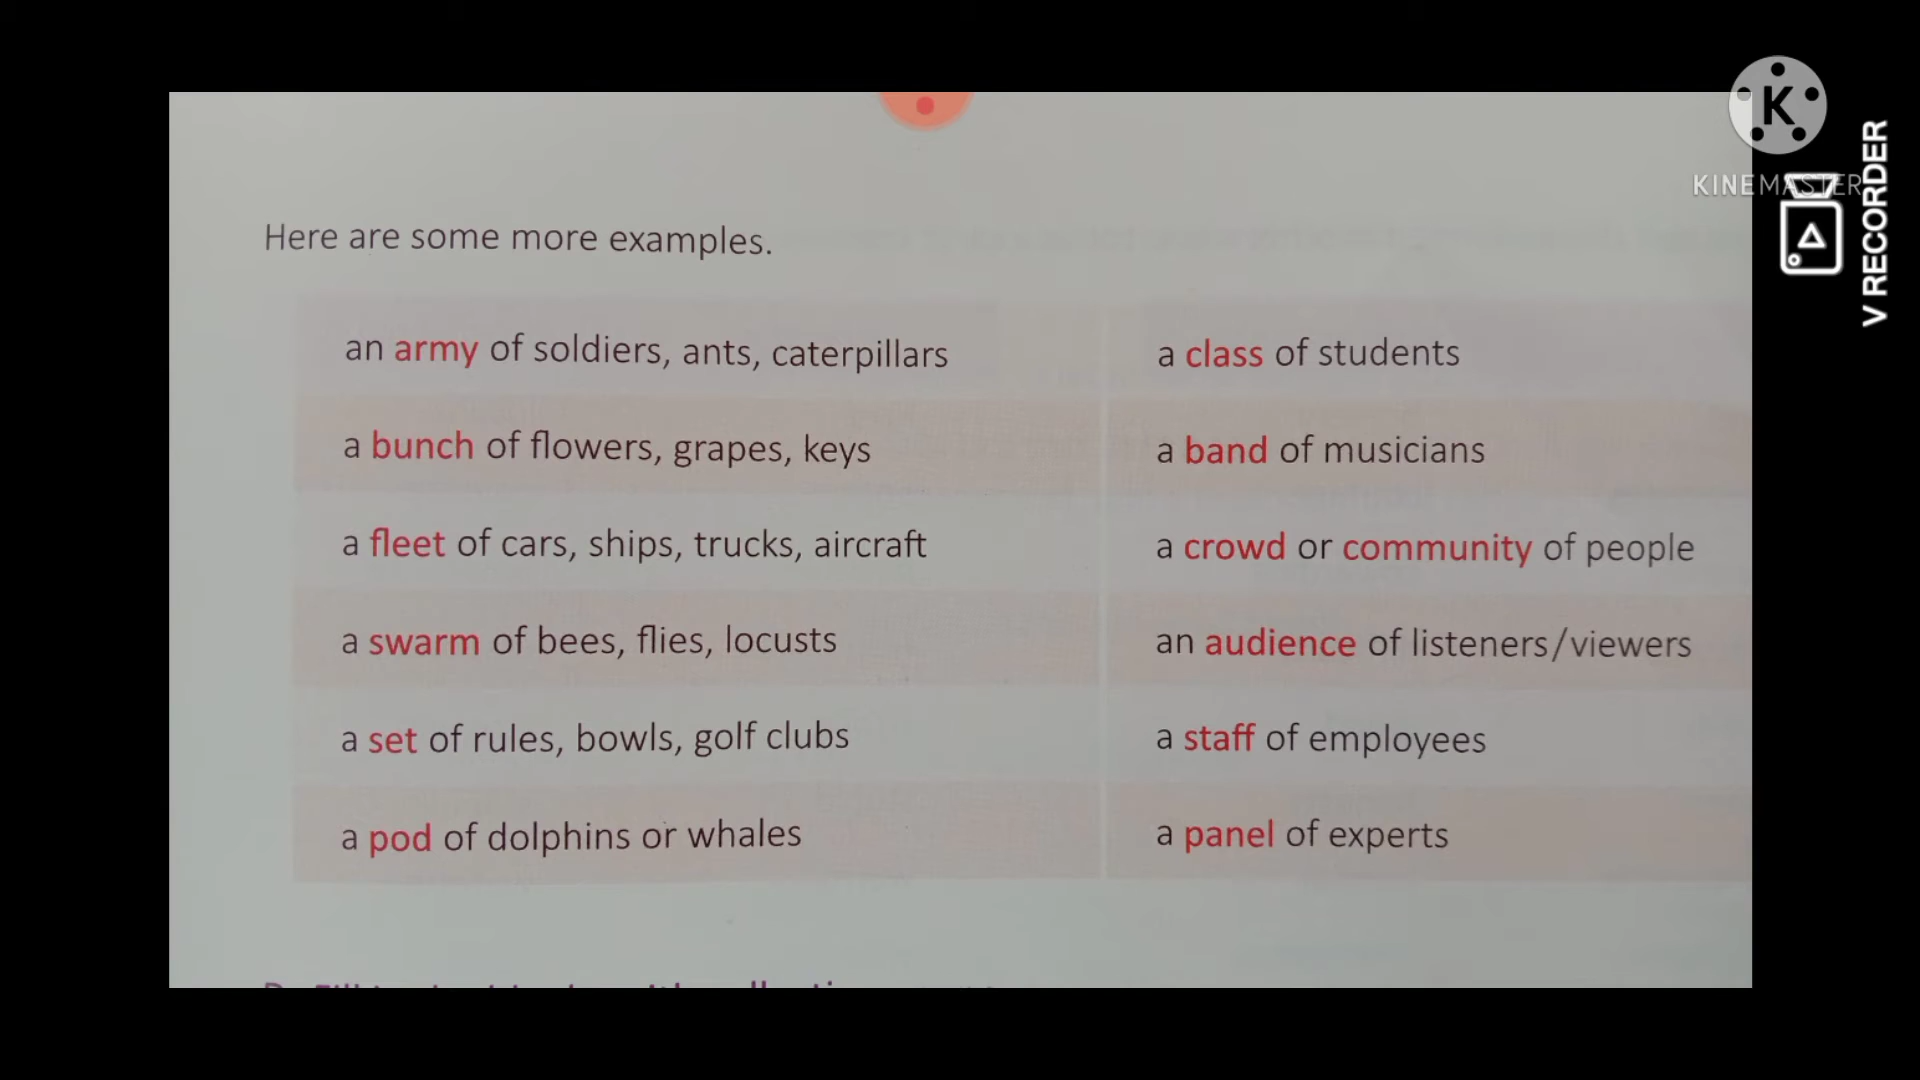 Here are some more examples.
an army of soldiers, ants, caterpillars
a bunch of flowers, grapes, keys
a fleet of cars, ships, trucks, aircraft
a swarm of bees, flies, locusts
a set of rules, bowls, golf clubs
a pod of dolphins or whales
a class of students
a band of musicians
a crowd or community of people
an audience of listeners/viewers
a staff of employees
a panel of experts
K
KINEMASTER
V RECORDER